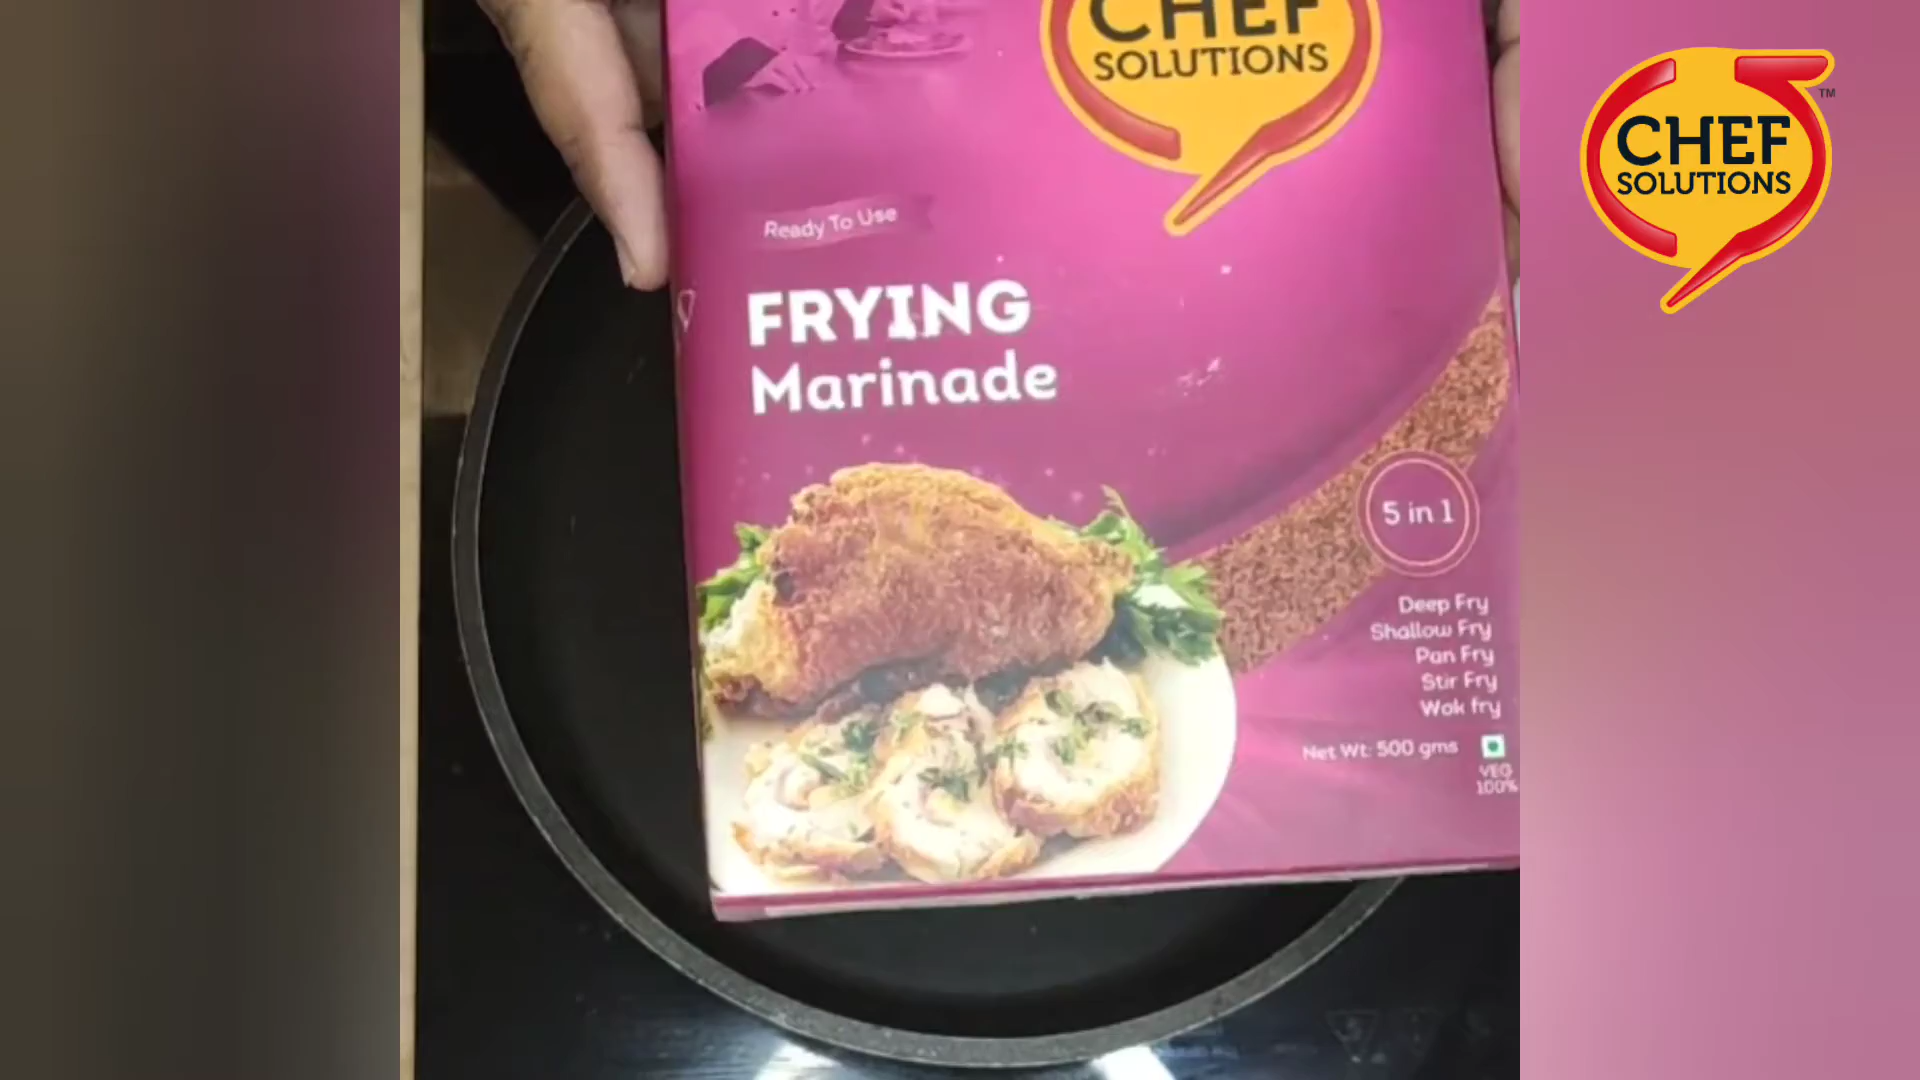 CHEF
SOLUTIONS
Ready To Use
FRYING
Marinade
5 in 1
Deep Fry
Shallow Fry
Pan Fry
Stir Fry
Wok fry
Net Wt: 500 gms
VEG
100%
CHEF
SOLUTIONS
TM